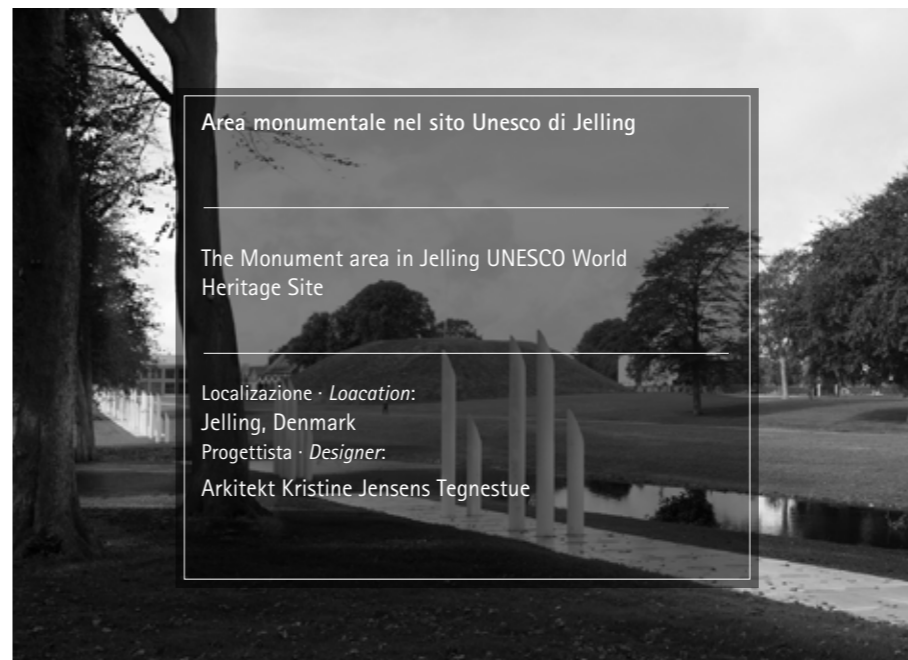 Area monumentale nel sito Unesco di Jelling
The Monument area in Jelling UNESCO World
Heritage Site
Localizazione · Loacation:
Jelling, Denmark
Progettista · Designer:
Arkitekt Kristine Jensens Tegnestue